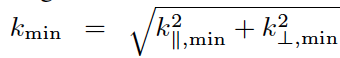 k_min = √(k²_∥,min + k²_⊥,min)